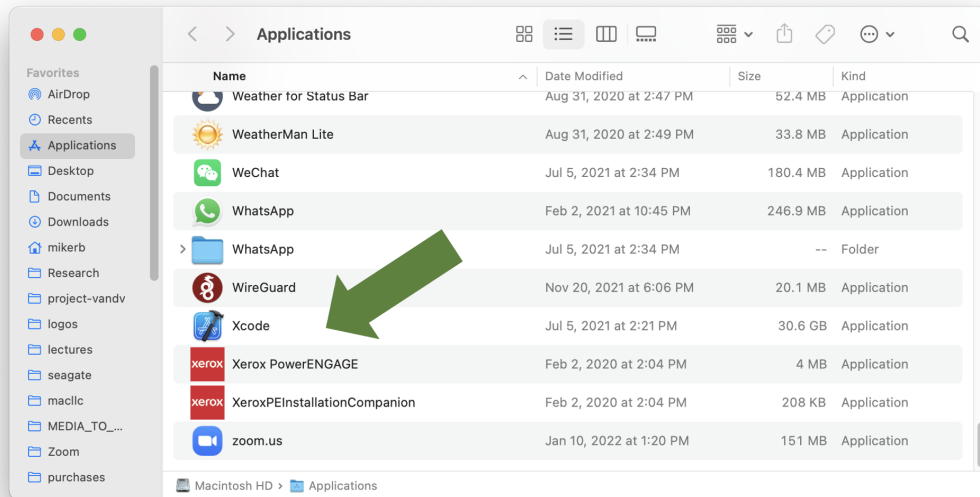 Applications
Favorites
AirDrop
Recents
Applications
Desktop
Documents
Downloads
mikerb
Research
project-vandv
logos
lectures
seagate
macllc
MEDIA_TO_...
Zoom
purchases
Name Date Modified Size Kind
Weather for Status Bar Aug 31, 2020 at 2:47 PM 52.4 MB Application
WeatherMan Lite Aug 31, 2020 at 2:49 PM 33.8 MB Application
WeChat Jul 5, 2021 at 2:34 PM 180.4 MB Application
WhatsApp Feb 2, 2021 at 10:45 PM 246.9 MB Application
WhatsApp Jul 5, 2021 at 2:34 PM -- Folder
WireGuard Nov 20, 2021 at 6:06 PM 20.1 MB Application
Xcode Jul 5, 2021 at 2:21 PM 30.6 GB Application
xerox Xerox PowerENGAGE Feb 2, 2020 at 2:04 PM 4 MB Application
xerox XeroxPEInstallationCompanion Feb 2, 2020 at 2:04 PM 208 KB Application
zoom.us Jan 10, 2022 at 1:20 PM 151 MB Application
Macintosh HD › Applications